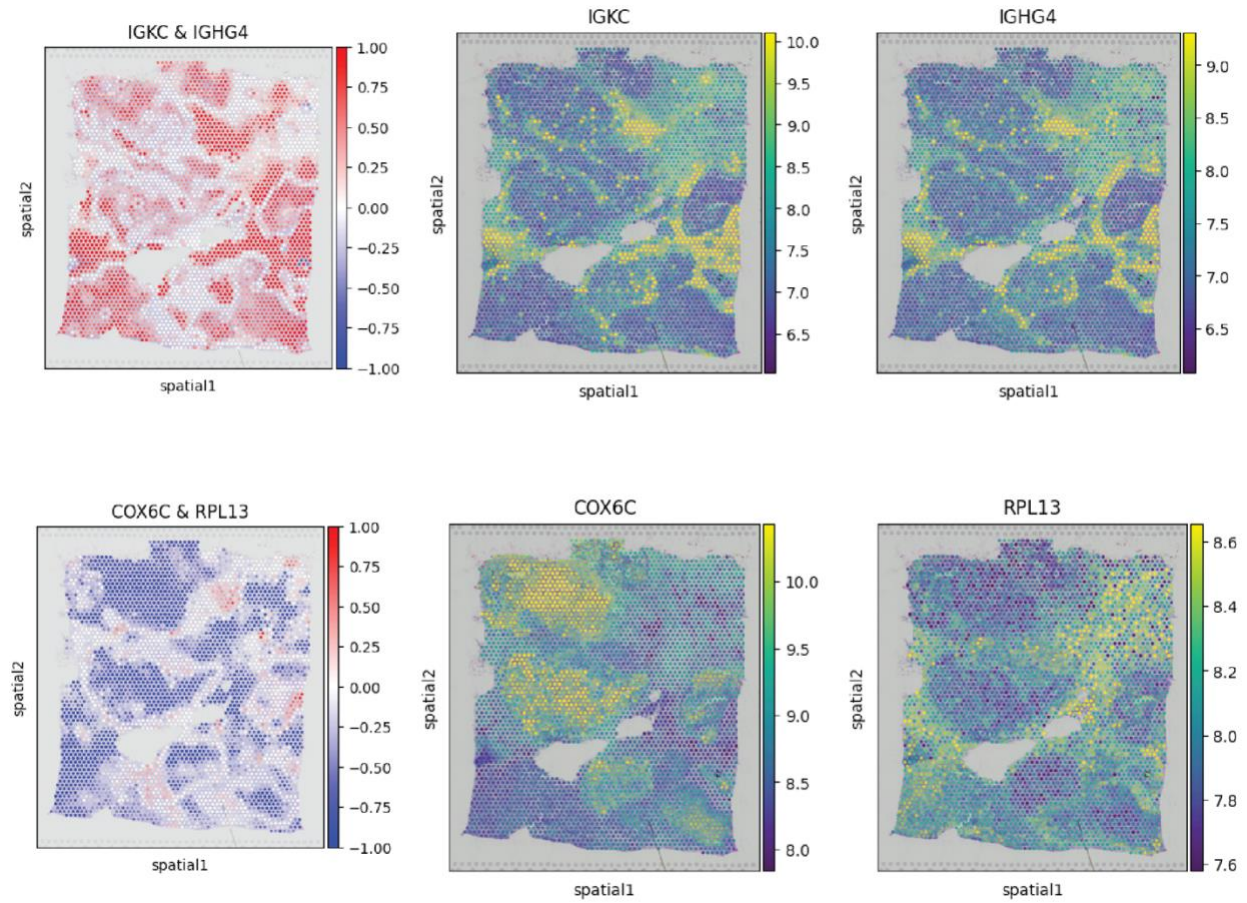 IGKC & IGHG4
1.00
0.75
0.50
0.25
0.00
−0.25
−0.50
−0.75
−1.00
spatial2
spatial1
IGKC
10.0
9.5
9.0
8.5
8.0
7.5
7.0
6.5
spatial2
spatial1
IGHG4
9.0
8.5
8.0
7.5
7.0
6.5
spatial2
spatial1
COX6C & RPL13
1.00
0.75
0.50
0.25
0.00
−0.25
−0.50
−0.75
−1.00
spatial2
spatial1
COX6C
10.0
9.5
9.0
8.5
8.0
spatial2
spatial1
RPL13
8.6
8.4
8.2
8.0
7.8
7.6
spatial2
spatial1